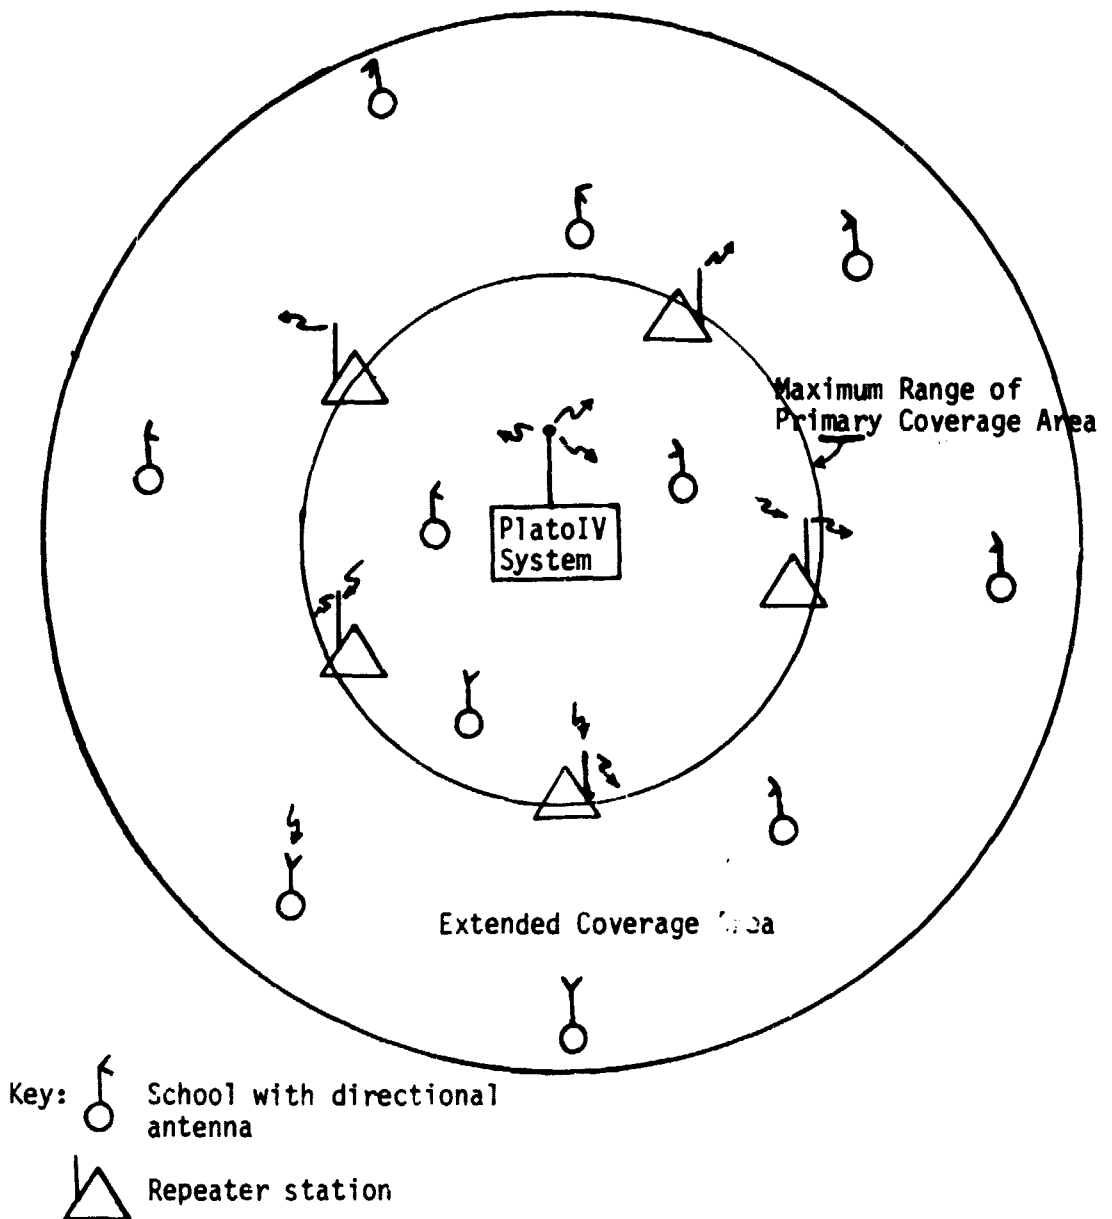 Maximum Range of
Primary Coverage Area
PlatoIV
System
Extended Coverage
Key:
School with directional
antenna
Repeater station